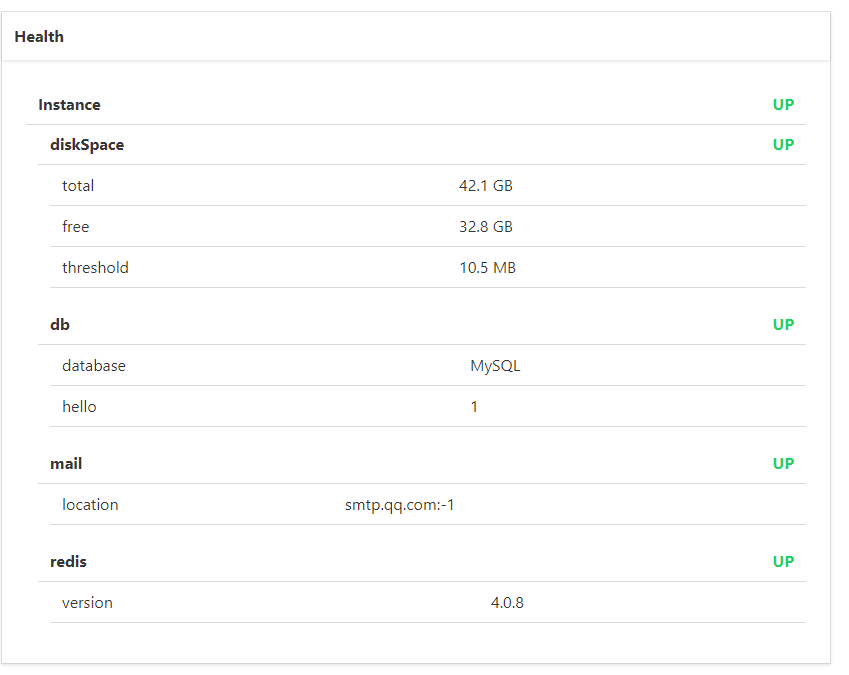 Health
Instance UP
diskSpace UP
total 42.1 GB
free 32.8 GB
threshold 10.5 MB
db UP
database MySQL
hello 1
mail UP
location smtp.qq.com:-1
redis UP
version 4.0.8